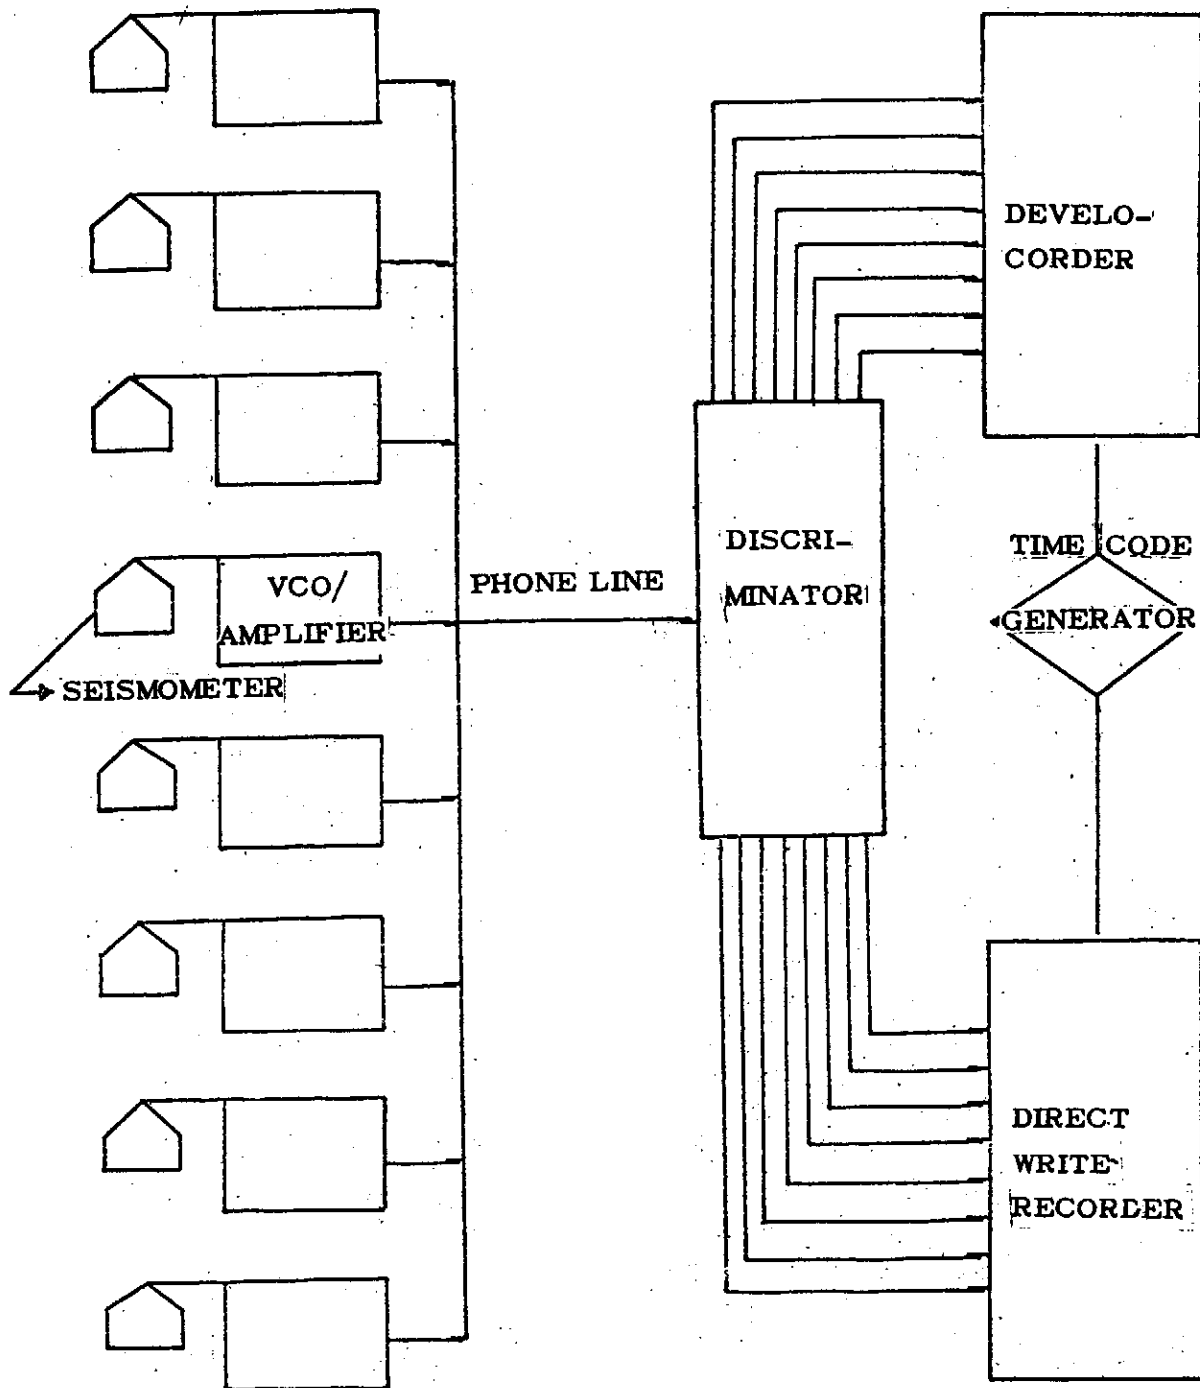 DEVELO-
CORDER
DISCRI-
MINATOR
TIME CODE
GENERATOR
VCO/
AMPLIFIER
PHONE LINE
SEISMOMETER
DIRECT
WRITE-
RECORDER